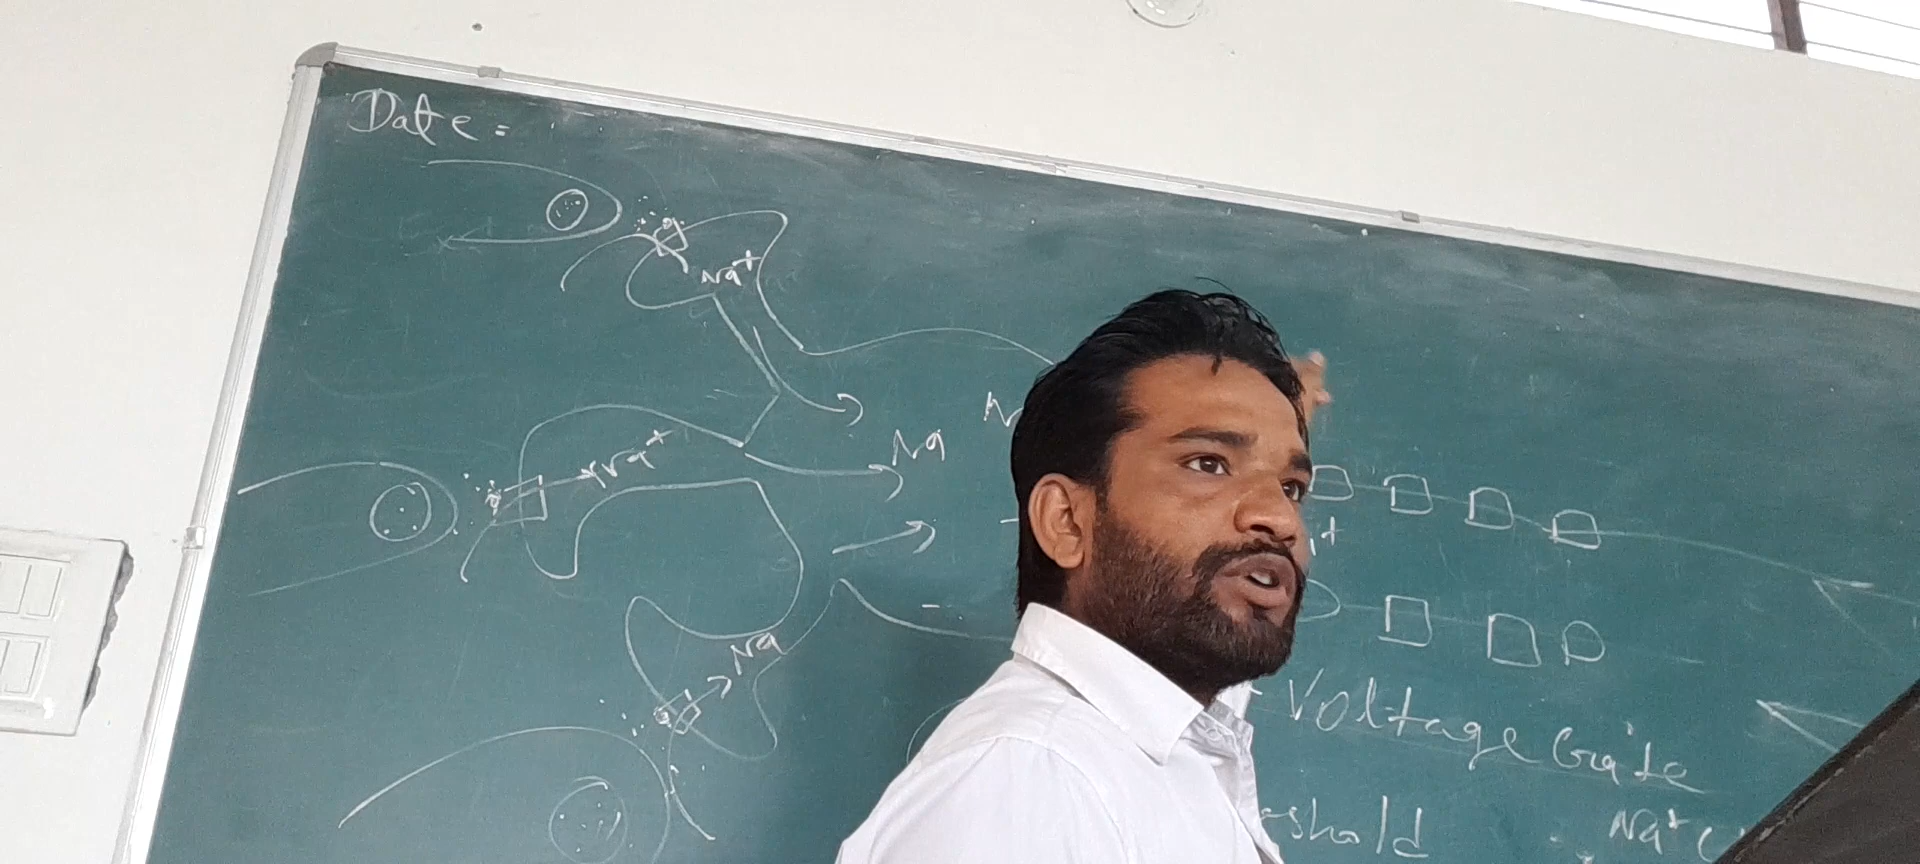 Date =
Na+
Na
Na+
Na
Voltage Gate
Na+